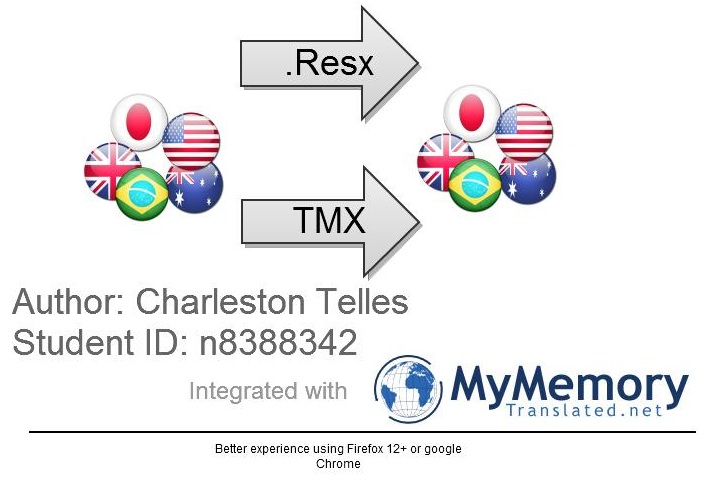 .Resx
TMX
Author: Charleston Telles
Student ID: n8388342
Integrated with
MyMemory
Translated.net
Better experience using Firefox 12+ or google
Chrome